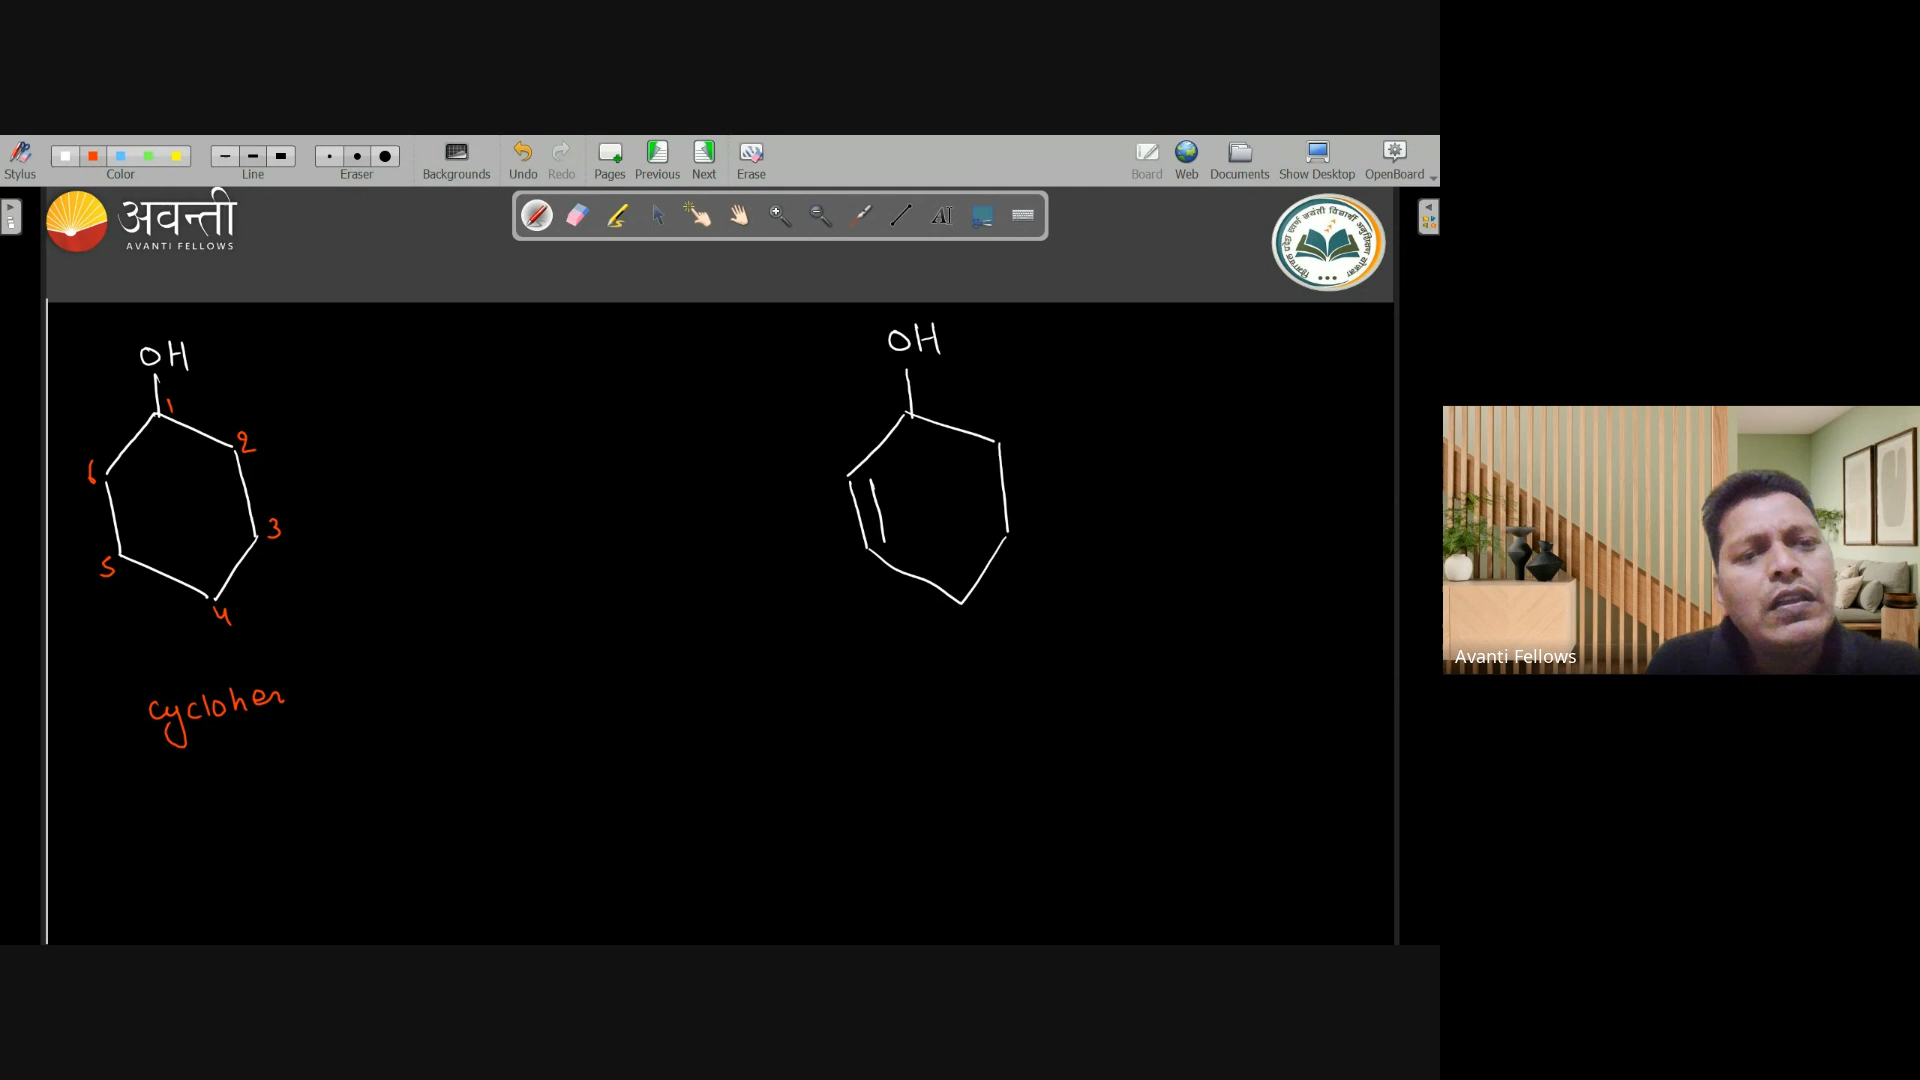 Stylus
Color
Line
Eraser
Backgrounds
Undo
Redo
Pages
Previous
Next
Erase
Board
Web
Documents
Show Desktop
OpenBoard
अवन्ती
AVANTI FELLOWS
OH
1
2
3
4
5
6
cyclohex
OH
Avanti Fellows